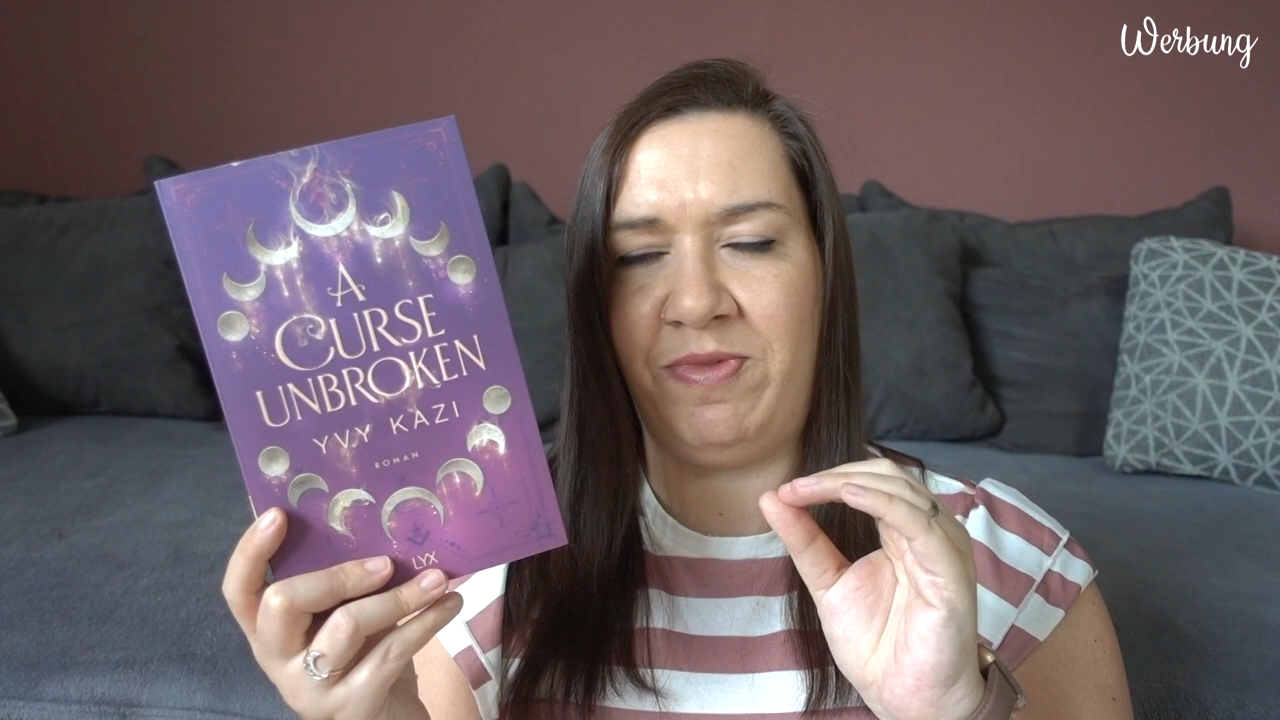 Werbung
A
CURSE
UNBROKEN
YVY KAZI
ROMAN
LYX